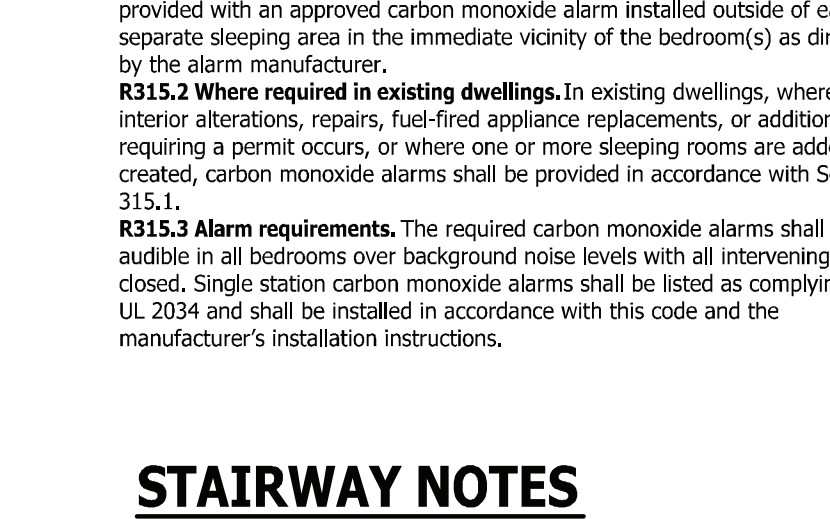 provided with an approved carbon monoxide alarm installed outside of
separate sleeping area in the immediate vicinity of the bedroom(s) as
by the alarm manufacturer.
R315.2 Where required in existing dwellings. In existing dwellings, where
interior alterations, repairs, fuel-fired appliance replacements, or
requiring a permit occurs, or where one or more sleeping rooms are
created, carbon monoxide alarms shall be provided in accordance with
315.1.
R315.3 Alarm requirements. The required carbon monoxide alarms shall
audible in all bedrooms over background noise levels with all intervening
closed. Single station carbon monoxide alarms shall be listed as
UL 2034 and shall be installed in accordance with this code and the
manufacturer's installation instructions.
STAIRWAY NOTES